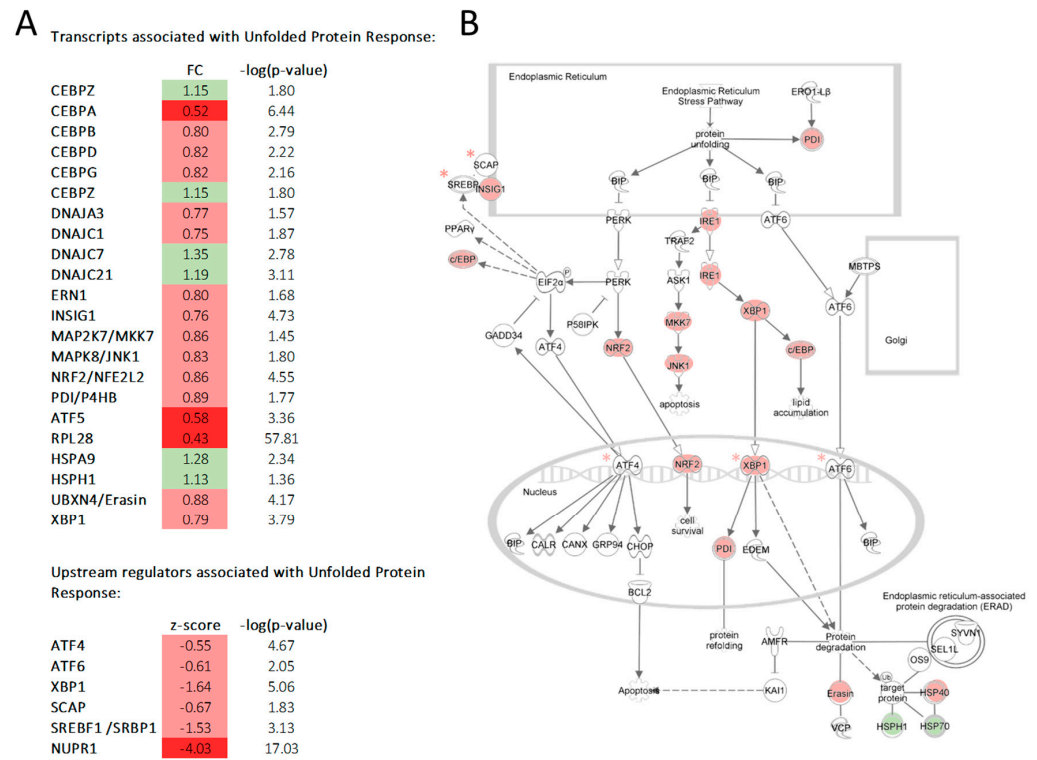 A
Transcripts associated with Unfolded Protein Response:
FC -log(p-value)
CEBPZ 1.15 1.80
CEBPA 0.52 6.44
CEBPB 0.80 2.79
CEBPD 0.82 2.22
CEBPG 0.82 2.16
CEBPZ 1.15 1.80
DNAJA3 0.77 1.57
DNAJC1 0.75 1.87
DNAJC7 1.35 2.78
DNAJC21 1.19 3.11
ERN1 0.80 1.68
INSIG1 0.76 4.73
MAP2K7/MKK7 0.86 1.45
MAPK8/JNK1 0.83 1.80
NRF2/NFE2L2 0.86 4.55
PDI/P4HB 0.89 1.77
ATF5 0.58 3.36
RPL28 0.43 57.81
HSPA9 1.28 2.34
HSPH1 1.13 1.36
UBXN4/Erasin 0.88 4.17
XBP1 0.79 3.79
Upstream regulators associated with Unfolded Protein
Response:
z-score -log(p-value)
ATF4 -0.55 4.67
ATF6 -0.61 2.05
XBP1 -1.64 5.06
SCAP -0.67 1.83
SREBF1 /SRBP1 -1.53 3.13
NUPR1 -4.03 17.03
B
Endoplasmic Reticulum
Endoplasmic Reticulum
Stress Pathway
ERO1-Lβ
protein
unfolding
PDI
* SCAP
* SREBP
INSIG1
BIP
BIP
BIP
PERK
IRE1
ATF6
PPARγ
TRAF2
c/EBP
MBTPS
P
EIF2α
PERK
ASK1
IRE1
ATF6
GADD34
P58IPK
MKK7
XBP1
Golgi
ATF4
NRF2
JNK1
c/EBP
apoptosis
lipid
accumulation
* ATF4
NRF2
* XBP1
* ATF6
Nucleus
cell
survival
BIP
CALR
CANX
GRP94
CHOP
PDI
EDEM
BIP
BCL2
Endoplasmic reticulum-associated
protein degradation (ERAD)
protein
refolding
AMFR
Protein
degradation
SYVN1
SEL1L
OS9
Apoptosis
KAI1
Erasin
Ub
target
protein
HSP40
VCP
HSPH1
HSP70